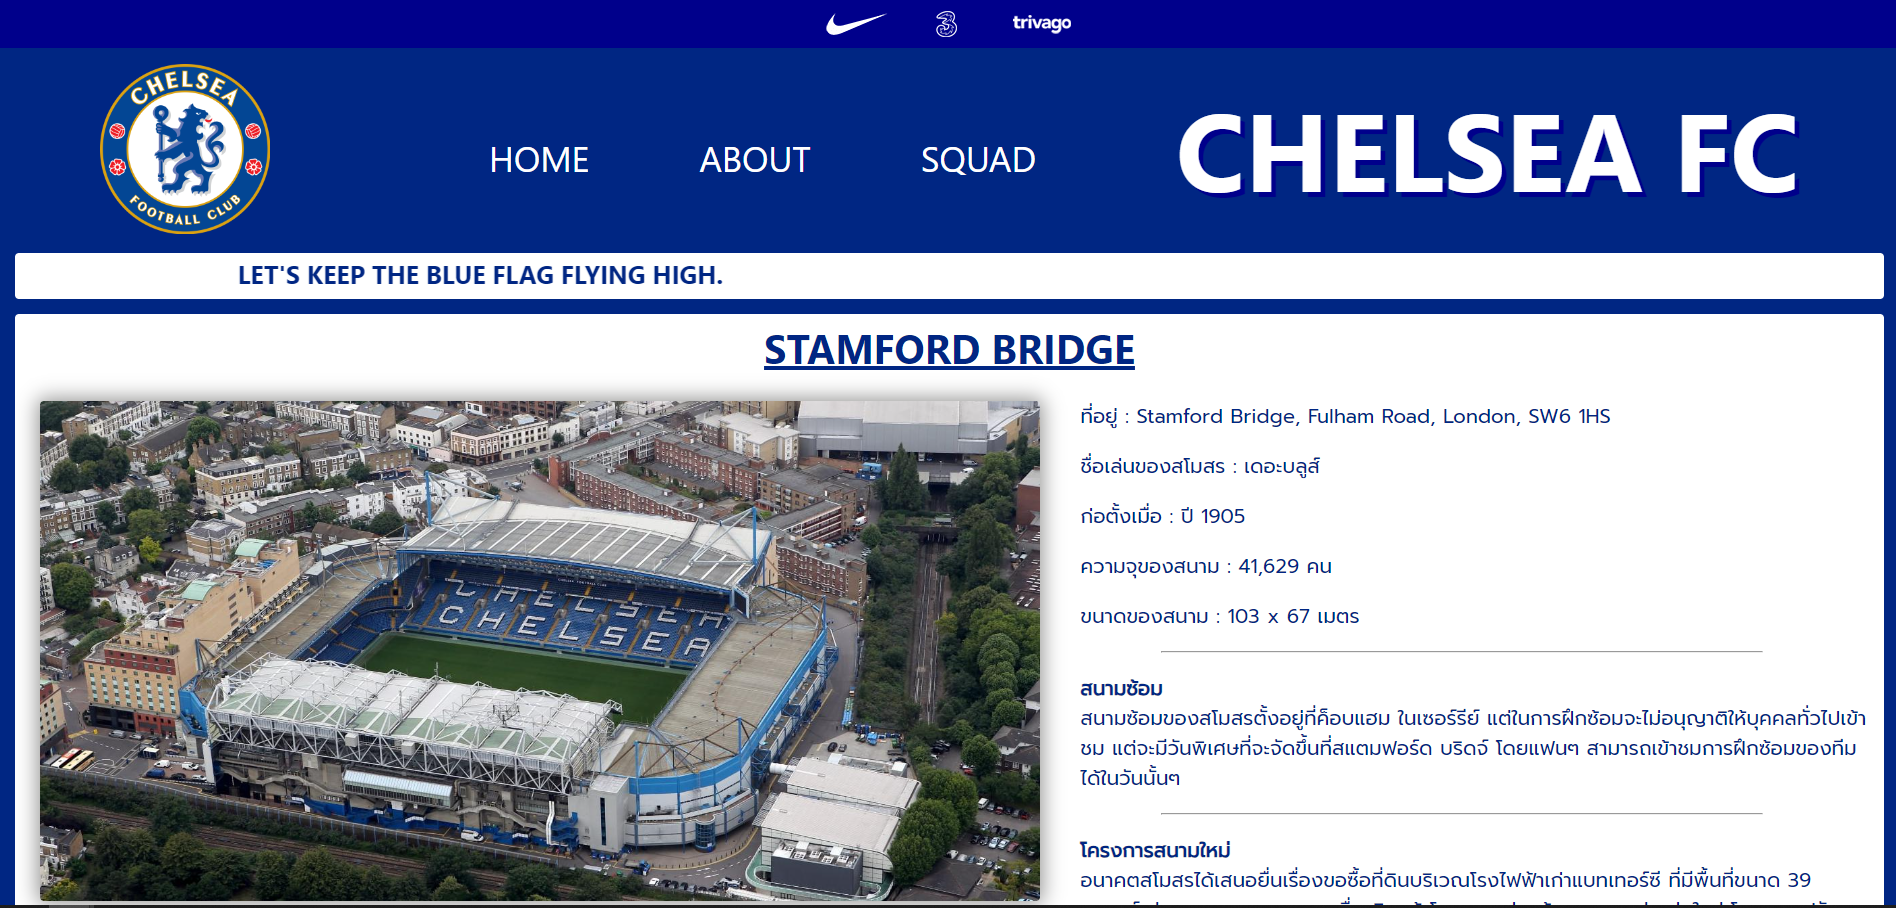 3
trivago
CHELSEA
FOOTBALL CLUB
HOME
ABOUT
SQUAD
CHELSEA FC
LET'S KEEP THE BLUE FLAG FLYING HIGH.
STAMFORD BRIDGE
CHELSEA
CHELSEA
ที่อยู่ : Stamford Bridge, Fulham Road, London, SW6 1HS
ชื่อเล่นของสโมสร : เดอะบลูส์
ก่อตั้งเมื่อ : ปี 1905
ความจุของสนาม : 41,629 คน
ขนาดของสนาม : 103 x 67 เมตร
สนามซ้อม
สนามซ้อมของสโมสรตั้งอยู่ที่ค็อบแฮม ในเซอร์รีย์ แต่ในการฝึกซ้อมจะไม่อนุญาติให้บุคคลทั่วไปเข้า
ชม แต่จะมีวันพิเศษที่จะจัดขึ้นที่สแตมฟอร์ด บริดจ์ โดยแฟนๆ สามารถเข้าชมการฝึกซ้อมของทีม
ได้ในวันนั้นๆ
โครงการสนามใหม่
อนาคตสโมสรได้เสนอยื่นเรื่องขอซื้อที่ดินบริเวณโรงไฟฟ้าเก่าแบทเทอร์ซี ที่มีพื้นที่ขนาด 39